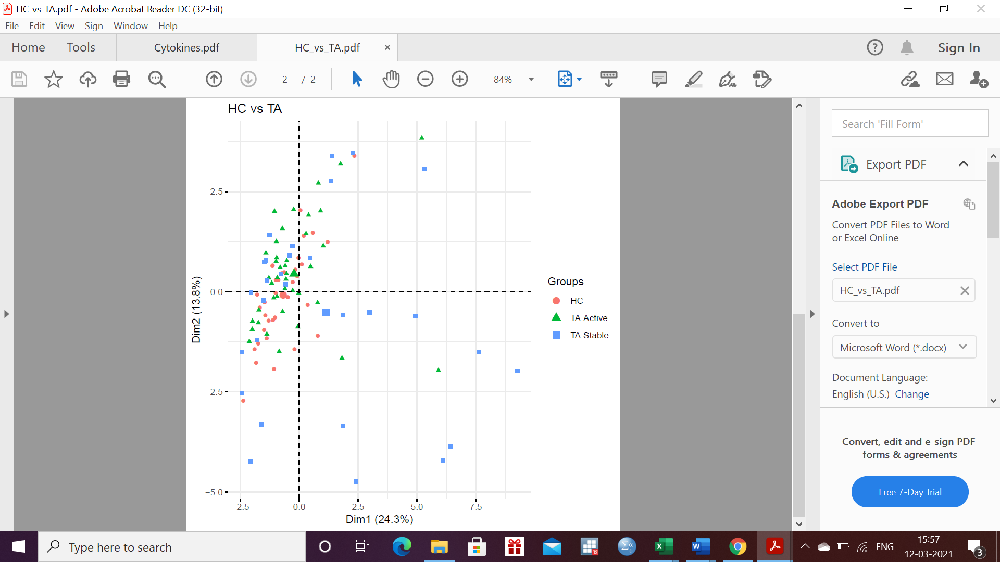 HC_vs_TA.pdf - Adobe Acrobat Reader DC (32-bit)
File Edit View Sign Window Help
Home Tools Cytokines.pdf HC_vs_TA.pdf × Sign In
2 / 2 84%
HC vs TA
2.5
0.0
−2.5
−5.0
Dim2 (13.8%)
−2.5 0.0 2.5 5.0 7.5
Dim1 (24.3%)
Groups
HC
TA Active
TA Stable
Search 'Fill Form'
Export PDF
Adobe Export PDF
Convert PDF Files to Word
or Excel Online
Select PDF File
HC_vs_TA.pdf
Convert to
Microsoft Word (*.docx)
Document Language:
English (U.S.) Change
Convert, edit and e-sign PDF
forms & agreements
Free 7-Day Trial
Type here to search
13
Σα
X
W
ENG
15:57
12-03-2021
3